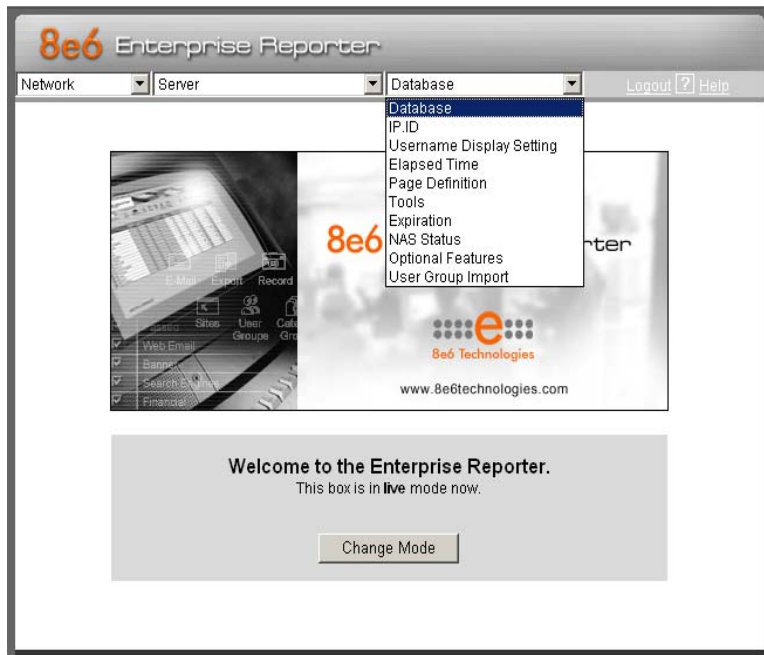 8e6 Enterprise Reporter
Network Server Database Logout ? Help
Database
IP.ID
Username Display Setting
Elapsed Time
Page Definition
Tools
Expiration
NAS Status
Optional Features
User Group Import
8e6 rter
E-Mail Export Record
Sites User Groups
Web Email
Banner
Search Engines
Financial
e
8e6 Technologies
www.8e6technologies.com
Welcome to the Enterprise Reporter.
This box is in live mode now.
Change Mode